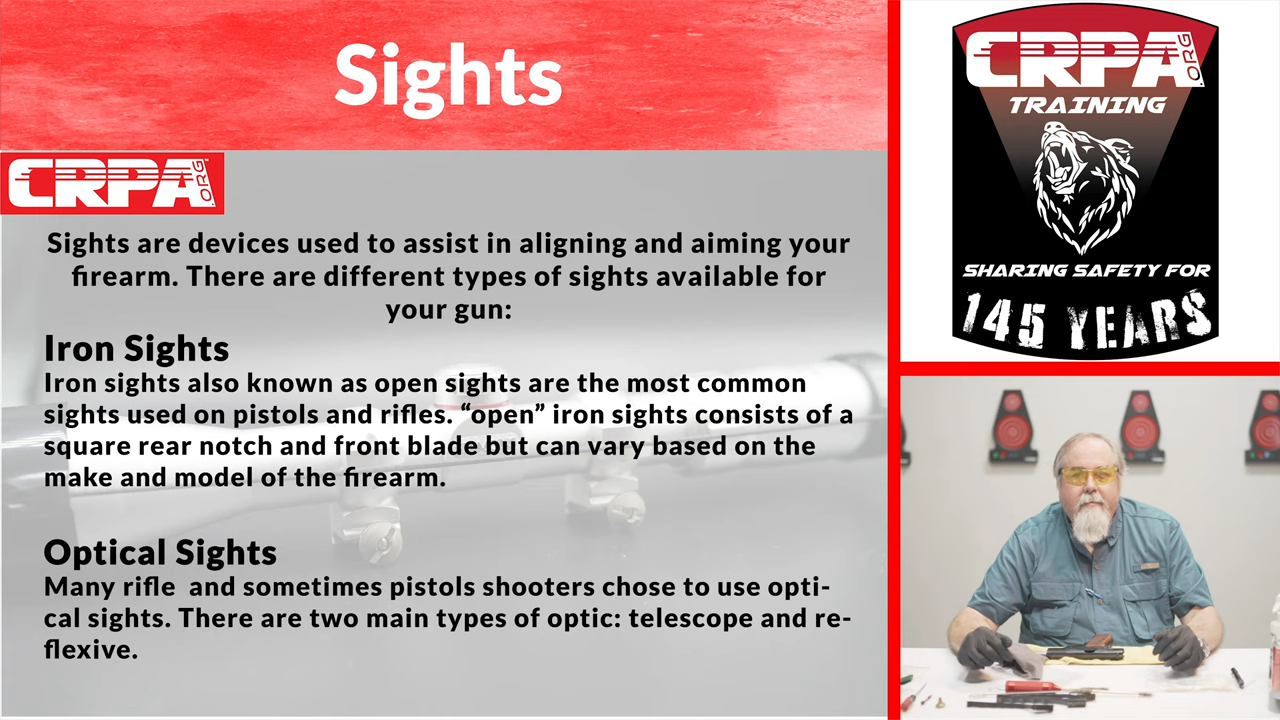 Sights
CRPA
.ORG
Sights are devices used to assist in aligning and aiming your
firearm. There are different types of sights available for
your gun:
Iron Sights
Iron sights also known as open sights are the most common
sights used on pistols and rifles. “open” iron sights consists of a
square rear notch and front blade but can vary based on the
make and model of the firearm.
Optical Sights
Many rifle  and sometimes pistols shooters chose to use opti-
cal sights. There are two main types of optic: telescope and re-
flexive.
CRPA
.ORG
TRAINING
SHARING SAFETY FOR
145 YEARS